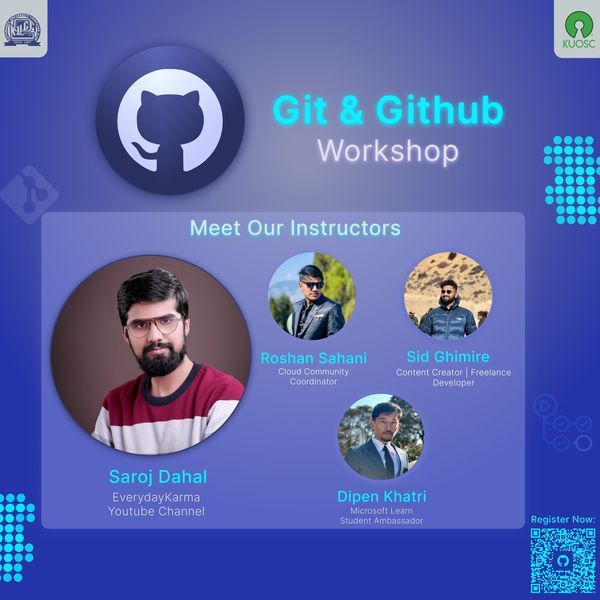 KUOSC
Git & Github
Workshop
Meet Our Instructors
Roshan Sahani
Cloud Community
Coordinator
Sid Ghimire
Content Creator | Freelance
Developer
Saroj Dahal
EverydayKarma
Youtube Channel
Dipen Khatri
Microsoft Learn
Student Ambassador
Register Now: